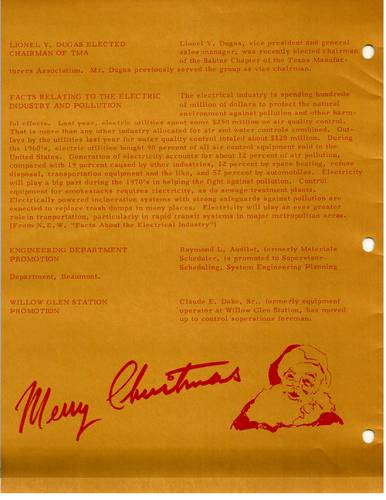 LIONEL Y. DUGAS ELECTED
CHAIRMAN OF TMA
Lionel Y. Dugas, vice president and general
sales manager, was recently elected chairman
of the Sabine Chapter of the Texas Manufac-
turers Association. Mr. Dugas previously served the group as vice chairman.
FACTS RELATING TO THE ELECTRIC
INDUSTRY AND POLLUTION
The electrical industry is spending hundreds
of million of dollars to protect the natural
environment against pollution and other harm-
ful effects. Last year, electric utilities spent some $250 million on air quality control.
That is more than any other industry allocated for air and water controls combined. Out-
lays by the utilities last year for water quality control totaled about $120 million. During
the 1960's, electric utilities bought 90 percent of all air control equipment sold in the
United States. Generation of electricity accounts for about 12 percent of air pollution,
compared with 19 percent caused by other industries, 12 percent by space heating, refuse
disposal, transportation equipment and the like, and 57 percent by automobiles. Electricity
will play a big part during the 1970's in helping the fight against pollution. Control
equipment for smokestacks requires electricity, as do sewage treatment plants.
Electrically powered incineration systems with strong safeguards against pollution are
expected to replace trash dumps in many places. Electricity will play an ever greater
role in transportation, particularly in rapid transit systems in major metropolitan areas.
(From N.E.W. "Facts About the Electrical Industry")
ENGINEERING DEPARTMENT
PROMOTION
Raymond L. Audilet, formerly Materials
Scheduler, is promoted to Supervisor-
Scheduling, System Engineering Planning
Department, Beaumont.
WILLOW GLEN STATION
PROMOTION
Claude E. Dake, Sr., formerly equipment
operator at Willow Glen Station, has moved
up to control operations foreman.
Merry Christmas